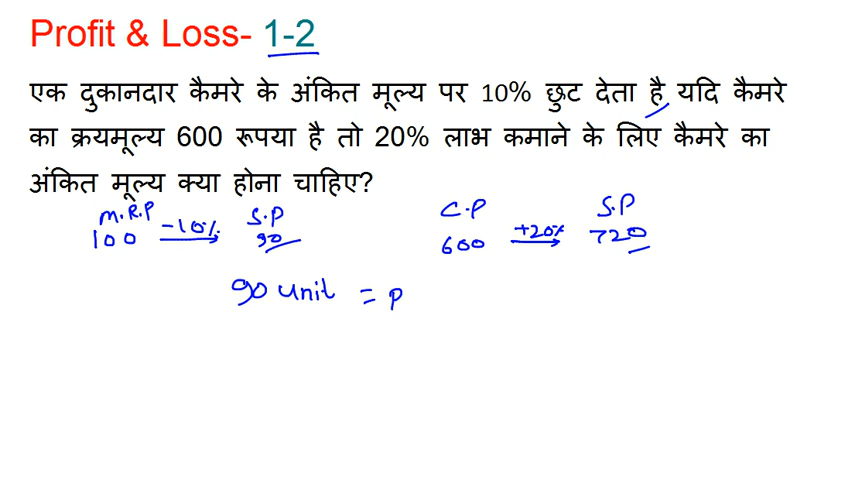 Profit & Loss- 1-2
एक दुकानदार कैमरे के अंकित मूल्य पर 10% छुट देता है यदि कैमरे
का क्रयमूल्य 600 रूपया है तो 20% लाभ कमाने के लिए कैमरे का
अंकित मूल्य क्या होना चाहिए?
M.R.P -10% S.P C.P +20% S.P
100 90 600 720
90 unit = P